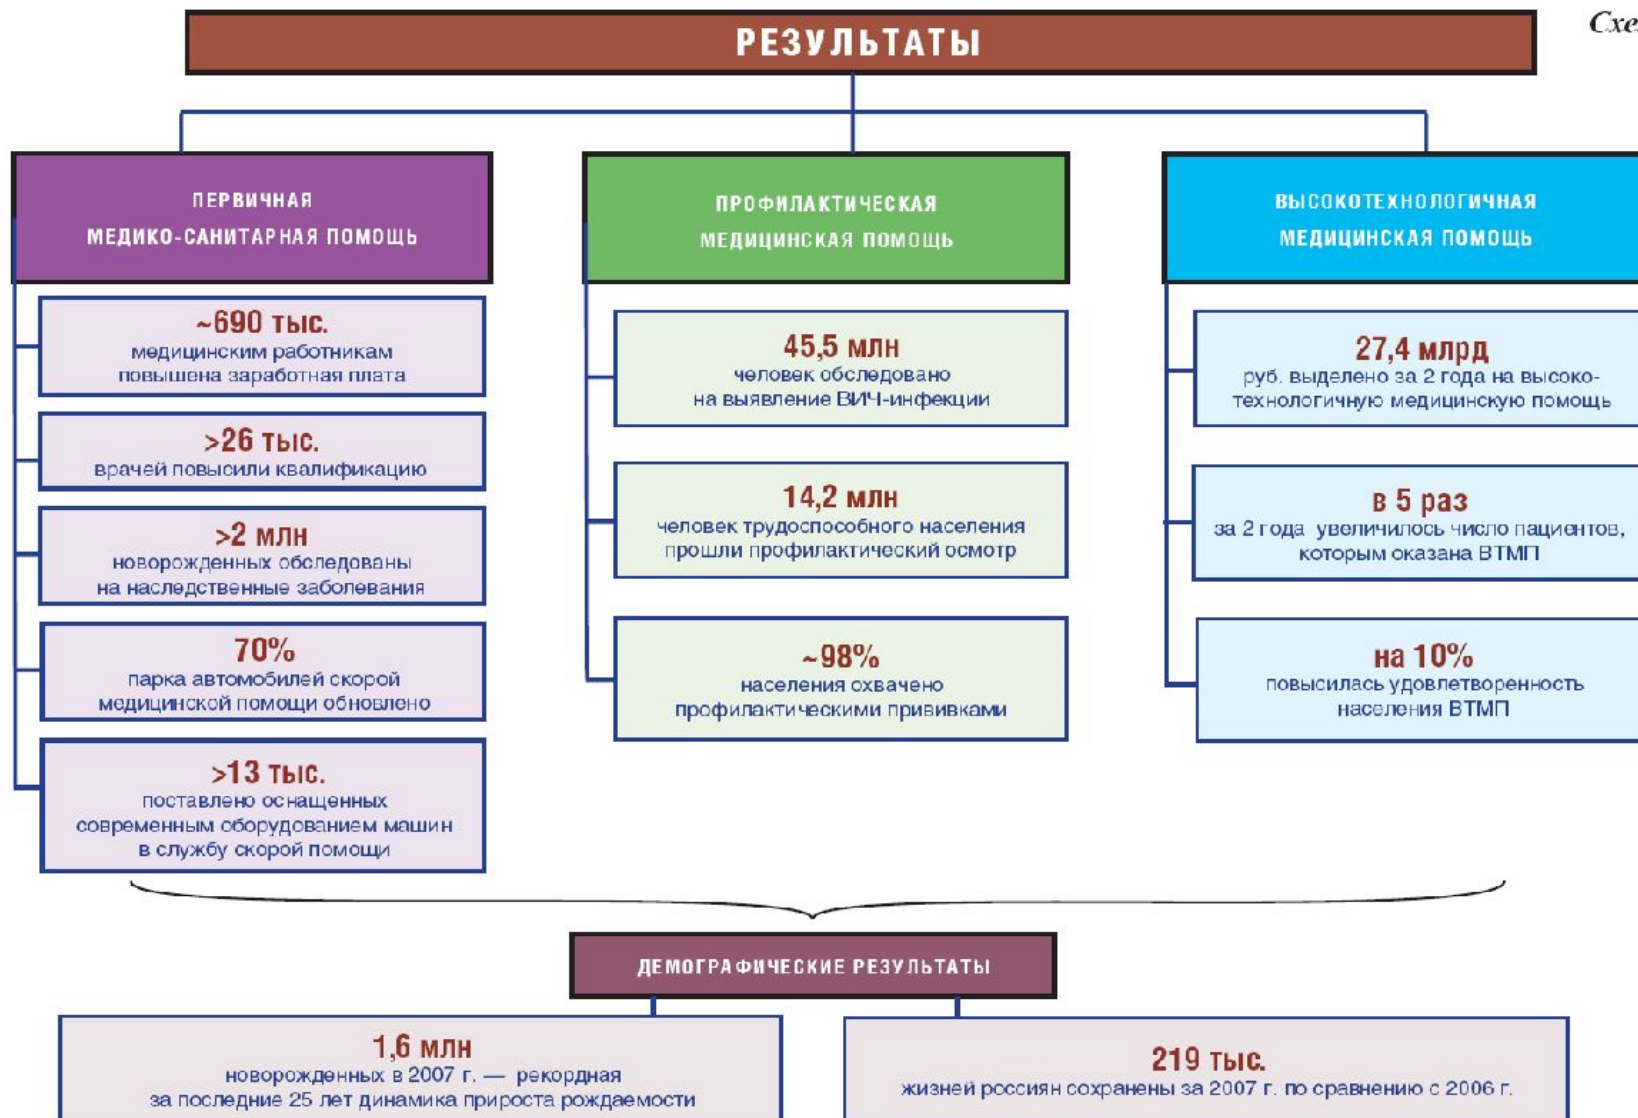 РЕЗУЛЬТАТЫ
ПЕРВИЧНАЯ
МЕДИКО-САНИТАРНАЯ ПОМОЩЬ
~690 тыс.
медицинским работникам
повышена заработная плата
>26 тыс.
врачей повысили квалификацию
>2 млн
новорожденных обследованы
на наследственные заболевания
70%
парка автомобилей скорой
медицинской помощи обновлено
>13 тыс.
поставлено оснащенных
современным оборудованием машин
в службу скорой помощи
ПРОФИЛАКТИЧЕСКАЯ
МЕДИЦИНСКАЯ ПОМОЩЬ
45,5 млн
человек обследовано
на выявление ВИЧ-инфекции
14,2 млн
человек трудоспособного населения
прошли профилактический осмотр
~98%
населения охвачено
профилактическими прививками
ВЫСОКОТЕХНОЛОГИЧНАЯ
МЕДИЦИНСКАЯ ПОМОЩЬ
27,4 млрд
руб. выделено за 2 года на высоко-
технологичную медицинскую помощь
в 5 раз
за 2 года увеличилось число пациентов,
которым оказана ВТМП
на 10%
повысилась удовлетворенность
населения ВТМП
ДЕМОГРАФИЧЕСКИЕ РЕЗУЛЬТАТЫ
1,6 млн
новорожденных в 2007 г. — рекордная
за последние 25 лет динамика прироста рождаемости
219 тыс.
жизней россиян сохранены за 2007 г. по сравнению с 2006 г.